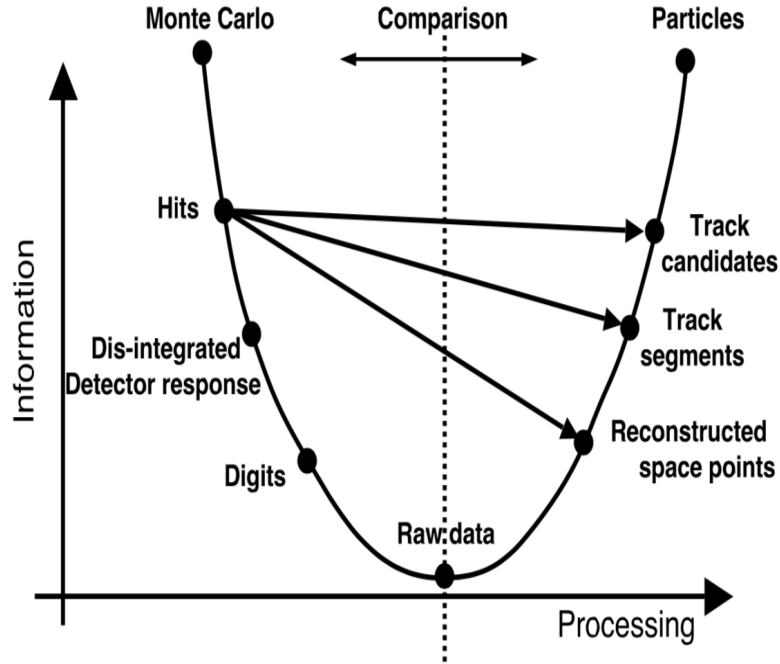 Monte Carlo
Comparison
Particles
Hits
Track
candidates
Track
segments
Dis-integrated
Detector response
Reconstructed
space points
Digits
Raw data
Information
Processing